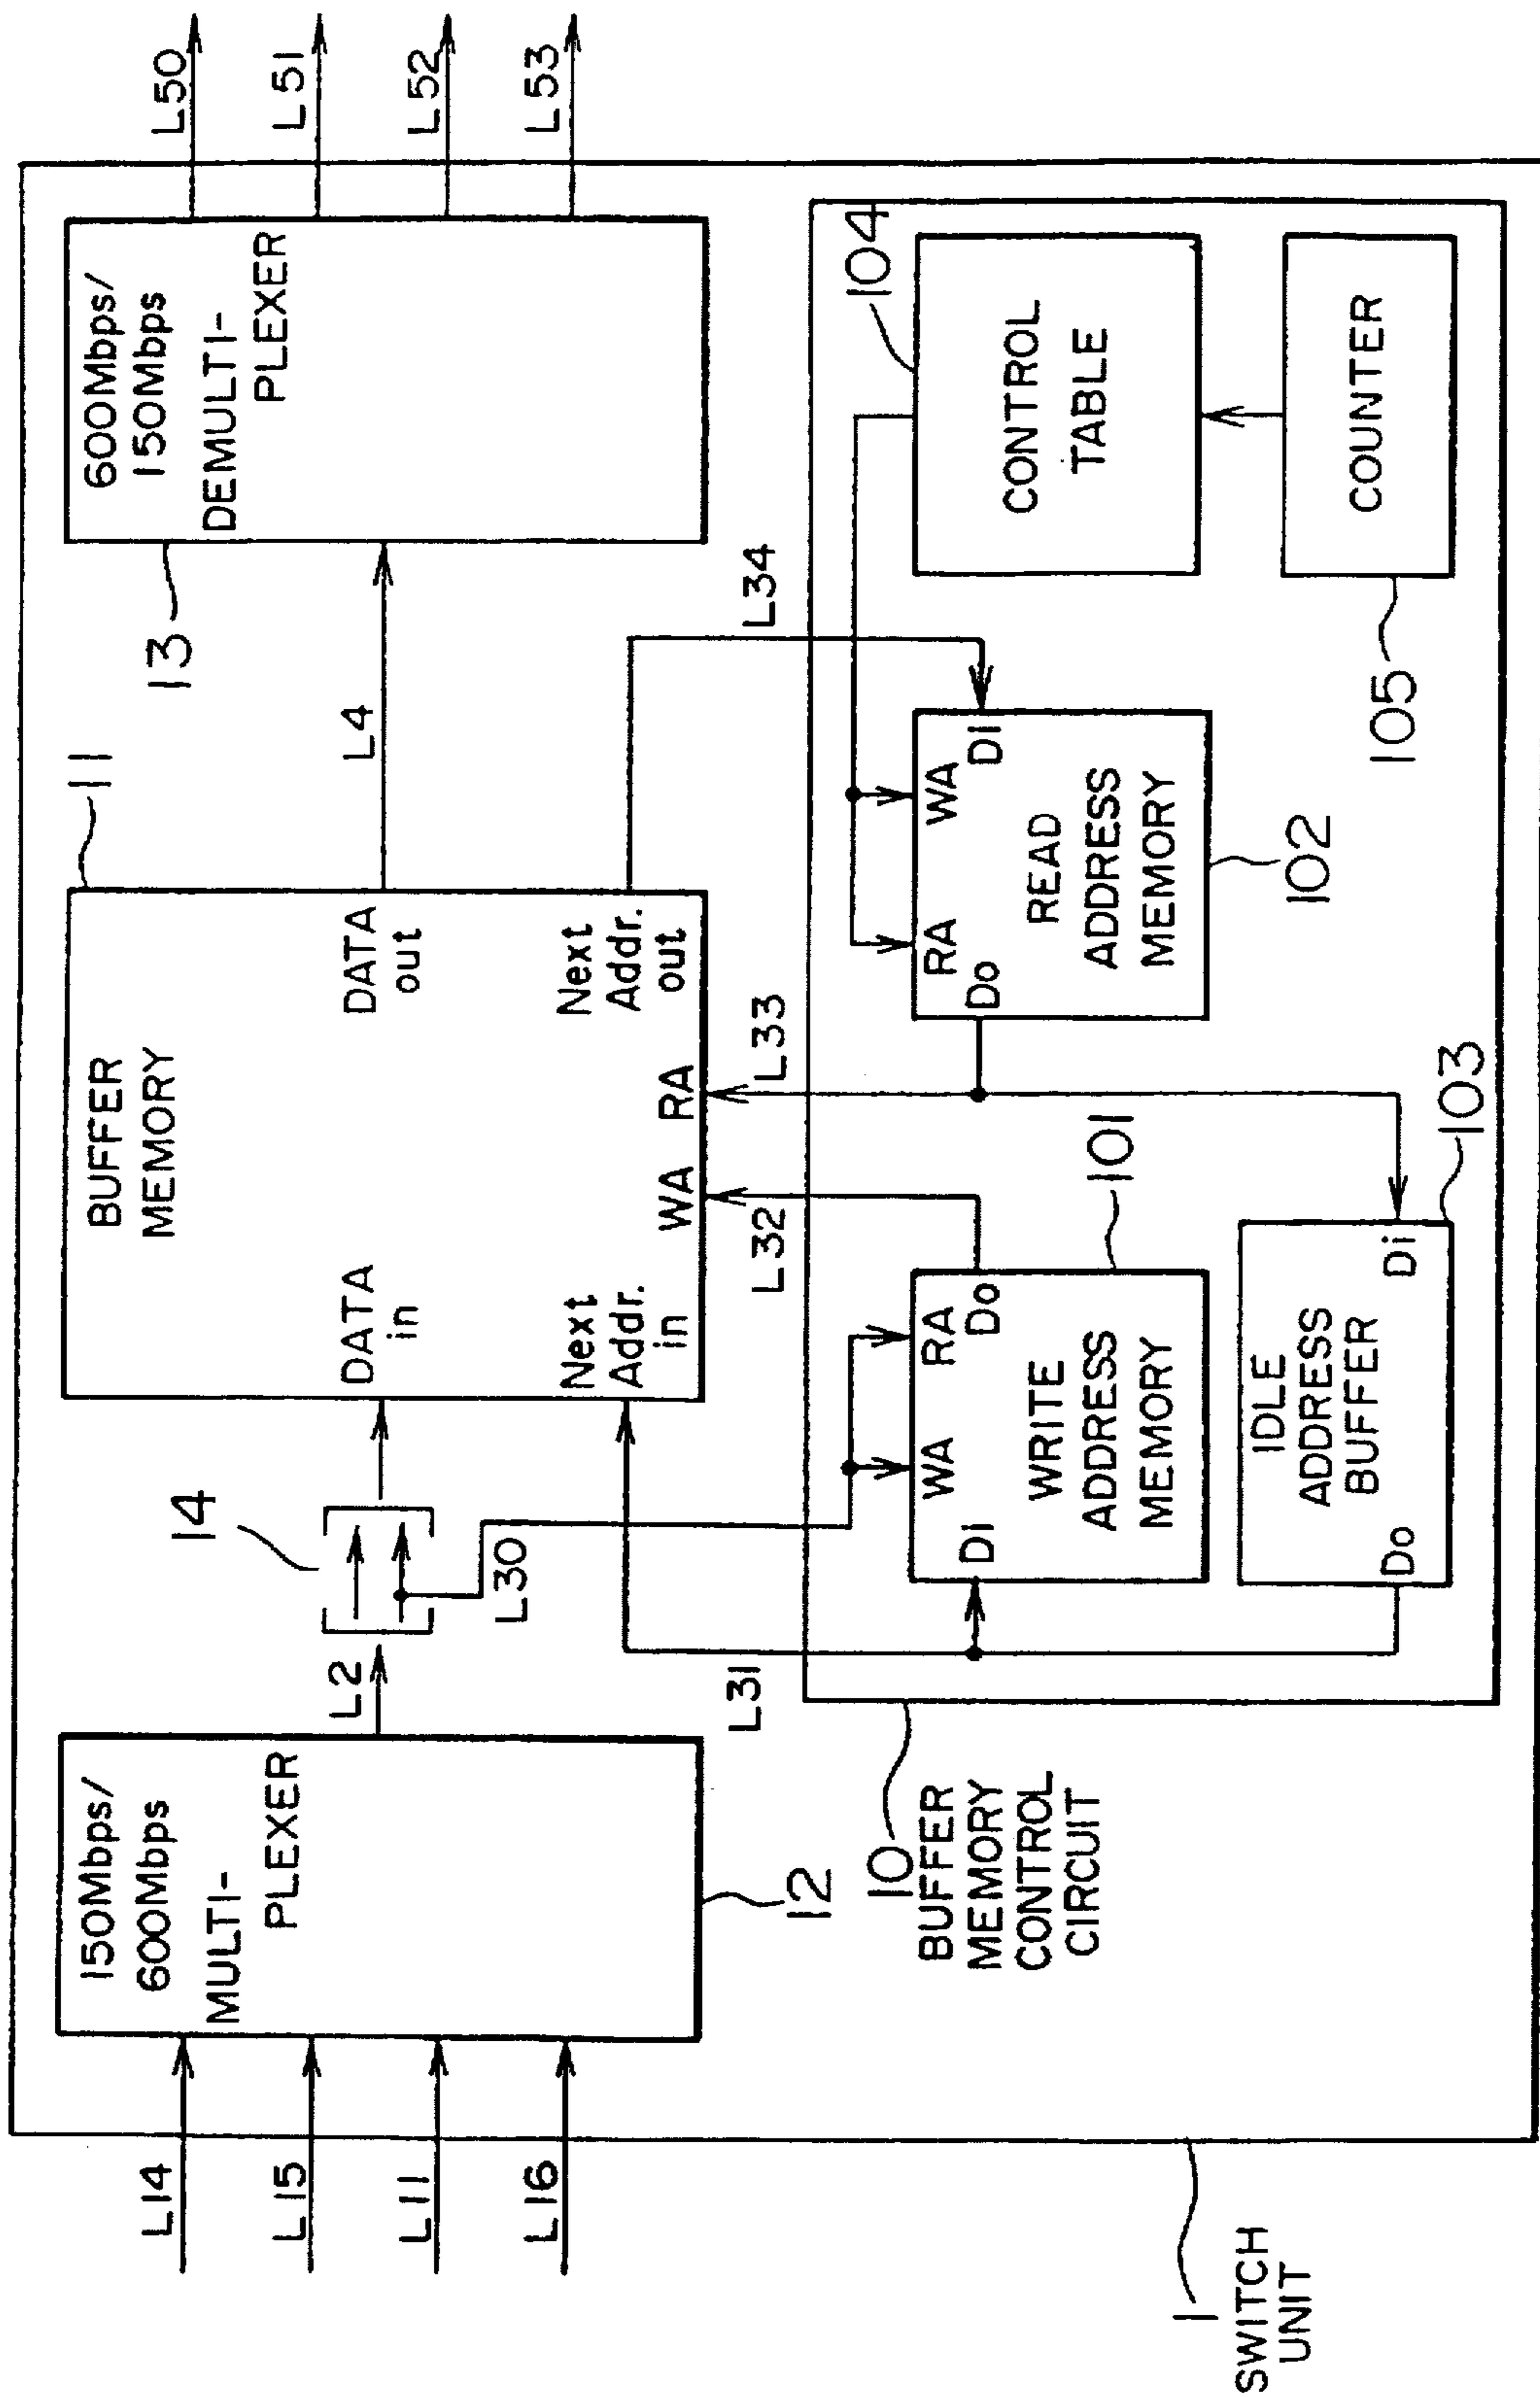 L14
L15
L11
L16
150Mbps/
600Mbps
MULTI-
PLEXER
12
L2
14
L30
L31
BUFFER
MEMORY
11
DATA
in
DATA
out
Next
Addr.
in
WA
RA
Next
Addr.
out
L4
13
600Mbps/
150Mbps
DEMULTI-
PLEXER
L50
L51
L52
L53
L32
L33
L34
10
BUFFER
MEMORY
CONTROL
CIRCUIT
Di
WA
RA
Do
WRITE
ADDRESS
MEMORY
101
IDLE
ADDRESS
BUFFER
Do
Di
103
Do
RA
WA
Di
READ
ADDRESS
MEMORY
102
104
CONTROL
TABLE
COUNTER
105
1
SWITCH
UNIT